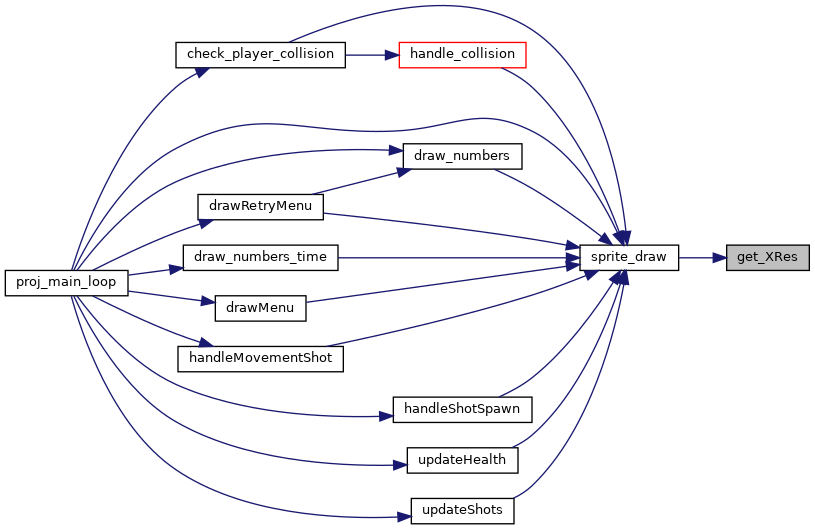 check_player_collision
handle_collision
draw_numbers
drawRetryMenu
draw_numbers_time
sprite_draw
get_XRes
proj_main_loop
drawMenu
handleMovementShot
handleShotSpawn
updateHealth
updateShots